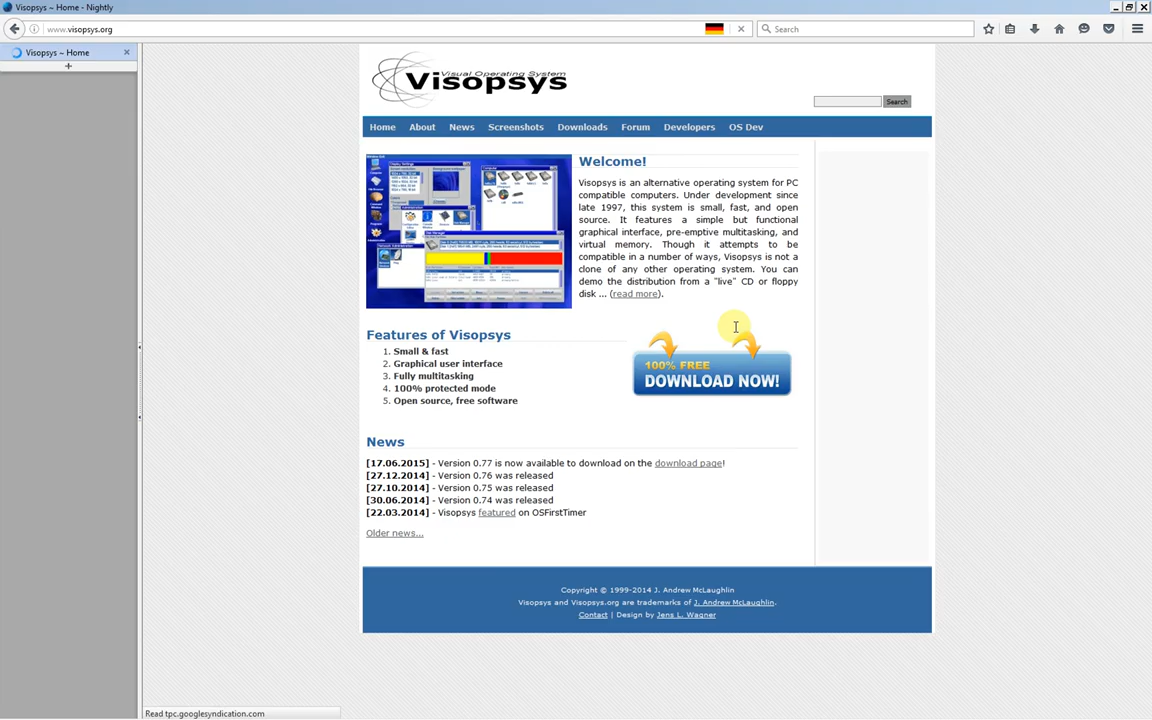 Visopsys ~ Home - Nightly
www.visopsys.org
Search
Visopsys ~ Home
+
Visual Operating System
Visopsys
Search
Home About News Screenshots Downloads Forum Developers OS Dev
Welcome!
Visopsys is an alternative operating system for PC
compatible computers. Under development since
late 1997, this system is small, fast, and open
source. It features a simple but functional
graphical interface, pre-emptive multitasking, and
virtual memory. Though it attempts to be
compatible in a number of ways, Visopsys is not a
clone of any other operating system. You can
demo the distribution from a "live" CD or floppy
disk ... (read more).
Features of Visopsys
1. Small & fast
2. Graphical user interface
3. Fully multitasking
4. 100% protected mode
5. Open source, free software
100% FREE
DOWNLOAD NOW!
News
[17.06.2015] - Version 0.77 is now available to download on the download page!
[27.12.2014] - Version 0.76 was released
[27.10.2014] - Version 0.75 was released
[30.06.2014] - Version 0.74 was released
[22.03.2014] - Visopsys featured on OSFirstTimer
Older news...
Copyright © 1999-2014 J. Andrew McLaughlin
Visopsys and Visopsys.org are trademarks of J. Andrew McLaughlin.
Contact | Design by Jens L. Wagner
Read tpc.googlesyndication.com